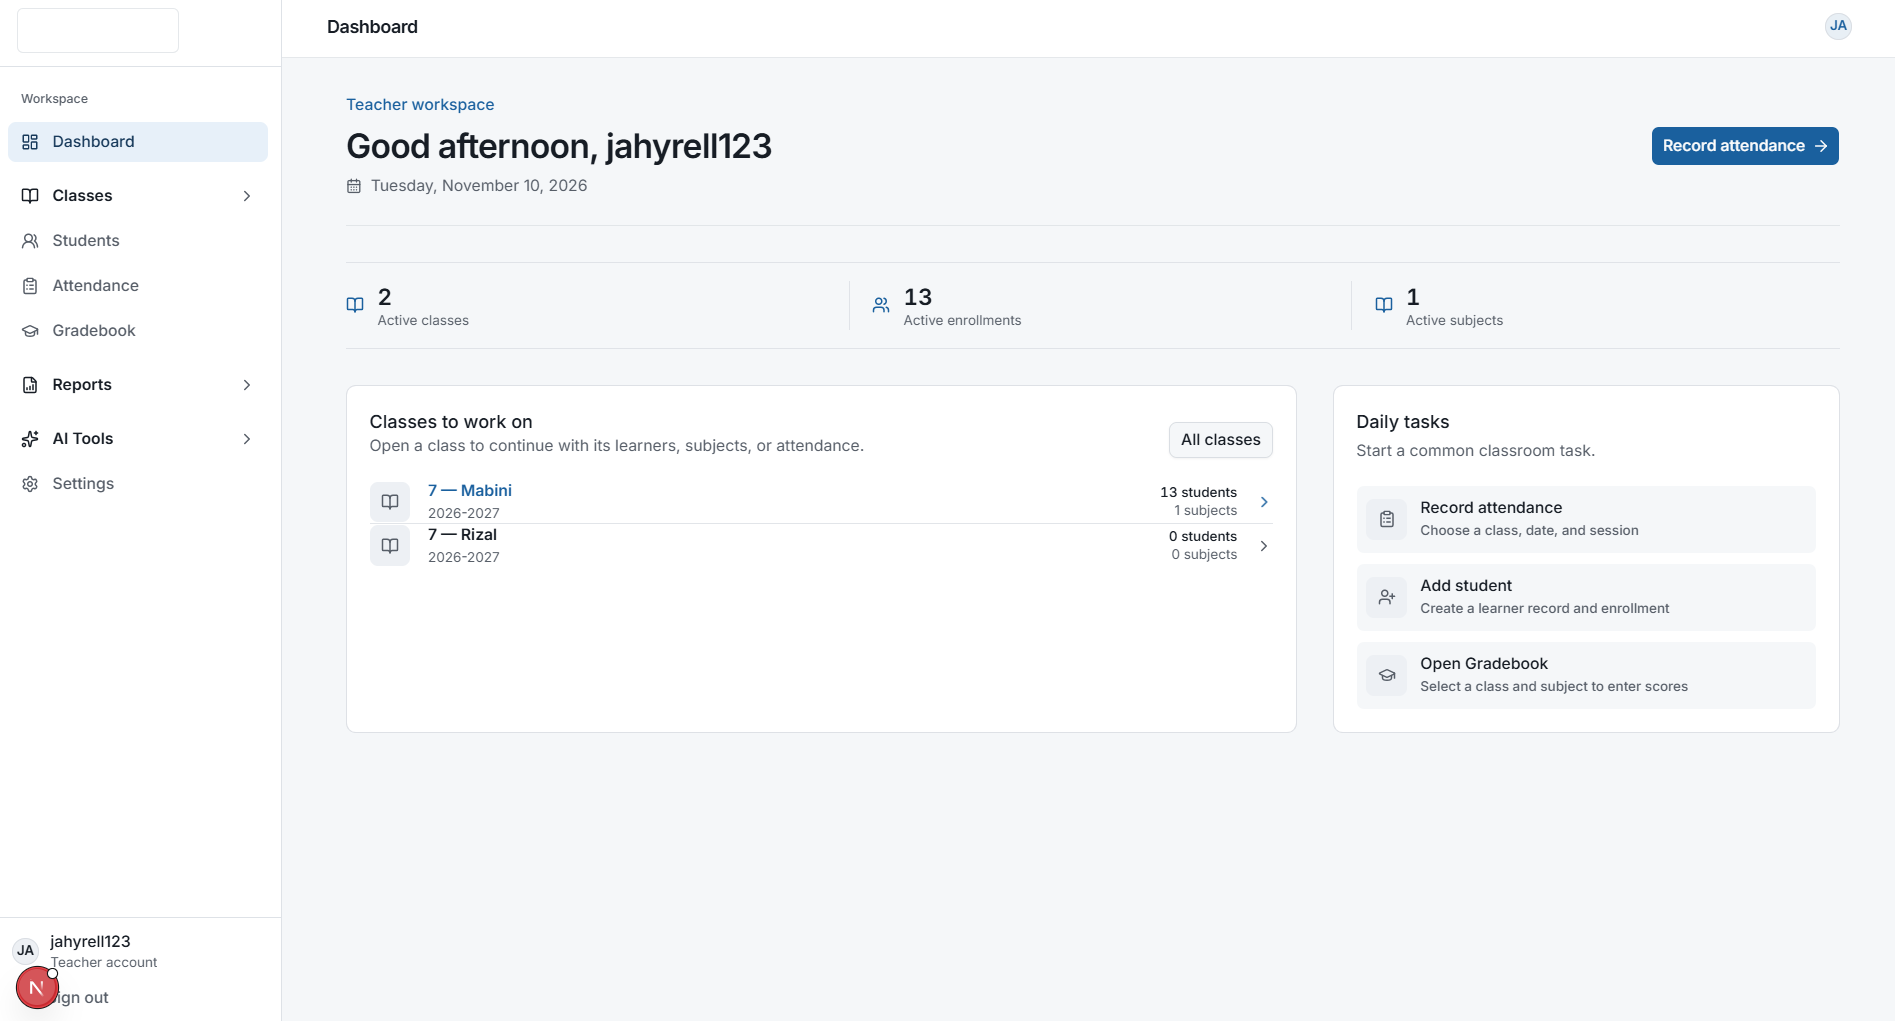 Dashboard
JA
Workspace
Dashboard
Classes
Students
Attendance
Gradebook
Reports
AI Tools
Settings
JA
jahyrell123
Teacher account
N
ign out
Teacher workspace
Good afternoon, jahyrell123
Tuesday, November 10, 2026
Record attendance
2
Active classes
13
Active enrollments
1
Active subjects
Classes to work on
Open a class to continue with its learners, subjects, or attendance.
All classes
7 — Mabini
2026-2027
13 students
1 subjects
7 — Rizal
2026-2027
0 students
0 subjects
Daily tasks
Start a common classroom task.
Record attendance
Choose a class, date, and session
Add student
Create a learner record and enrollment
Open Gradebook
Select a class and subject to enter scores